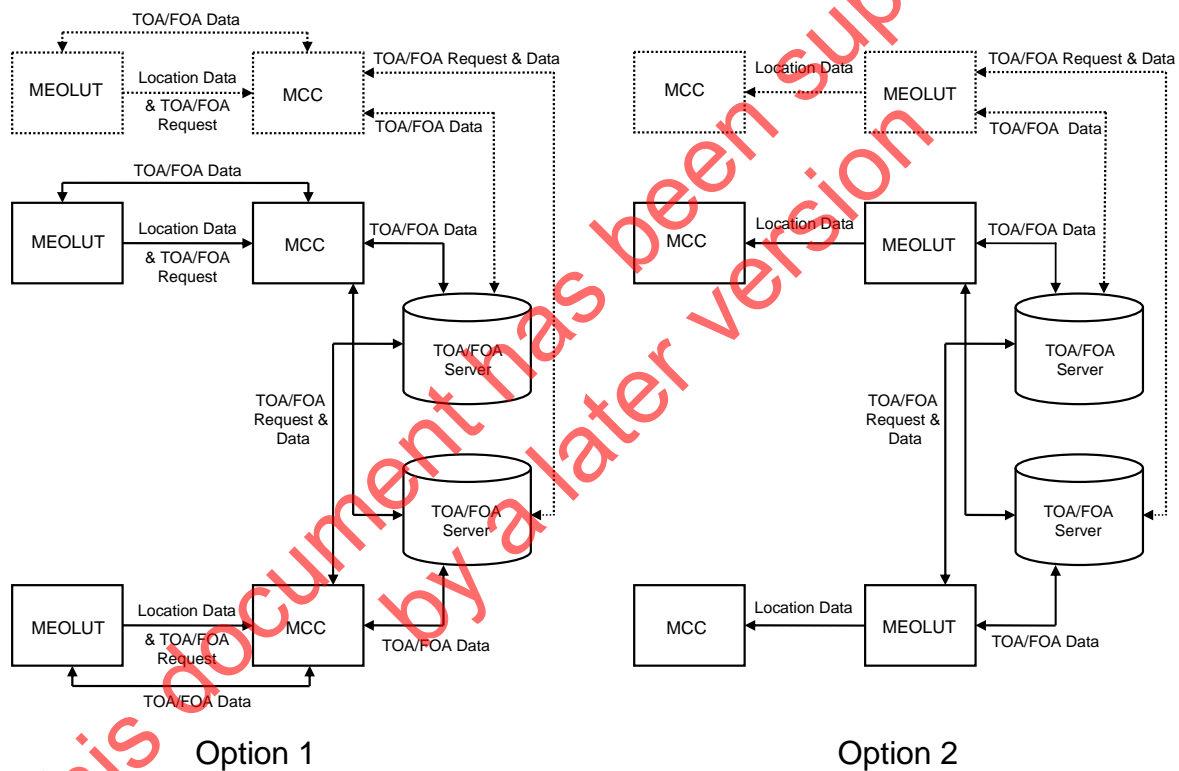 TOA/FOA Data
MEOLUT
Location Data
& TOA/FOA
Request
MCC
TOA/FOA Request & Data
TOA/FOA Data
TOA/FOA Data
MEOLUT
Location Data
& TOA/FOA
Request
MCC
TOA/FOA Data
TOA/FOA
Server
TOA/FOA
Request &
Data
TOA/FOA
Server
MEOLUT
Location Data
& TOA/FOA
Request
MCC
TOA/FOA Data
TOA/FOA Data
Option 1
MCC
Location Data
MEOLUT
TOA/FOA Request & Data
TOA/FOA Data
MCC
Location Data
MEOLUT
TOA/FOA Data
TOA/FOA
Server
TOA/FOA
Request &
Data
TOA/FOA
Server
MCC
Location Data
MEOLUT
TOA/FOA Data
Option 2
document has been
by a later version